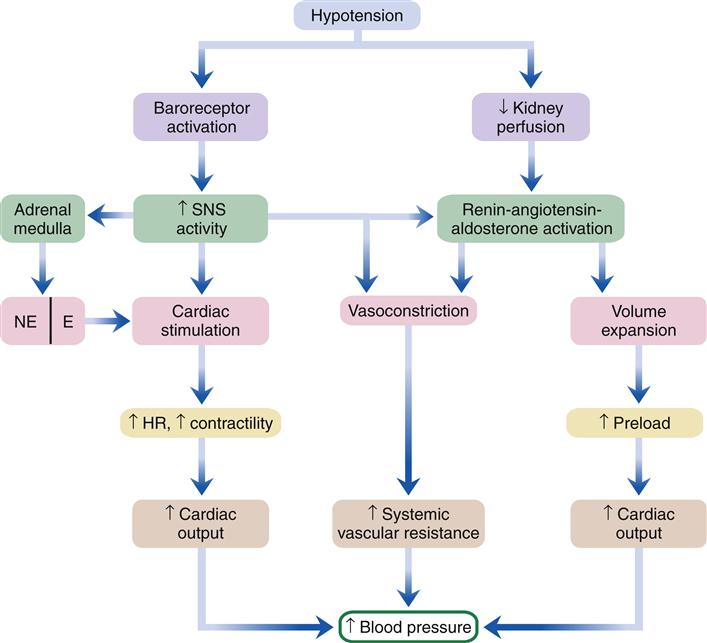 Hypotension
Baroreceptor
activation
↓ Kidney
perfusion
Adrenal
medulla
↑ SNS
activity
Renin-angiotensin-
aldosterone activation
NE | E
Cardiac
stimulation
Vasoconstriction
Volume
expansion
↑ HR, ↑ contractility
↑ Preload
↑ Cardiac
output
↑ Systemic
vascular resistance
↑ Cardiac
output
↑ Blood pressure